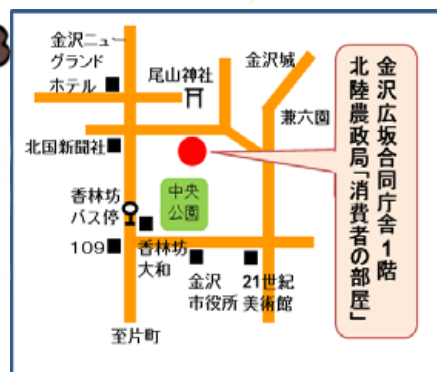 金沢ニュー
グランド
ホテル
尾山神社
金沢城
兼六園
北国新聞社
香林坊
バス停
中央
公園
109
香林坊
大和
金沢
市役所
21世紀
美術館
至片町
金沢広坂合同庁舎1階
北陸農政局「消費者の部屋」